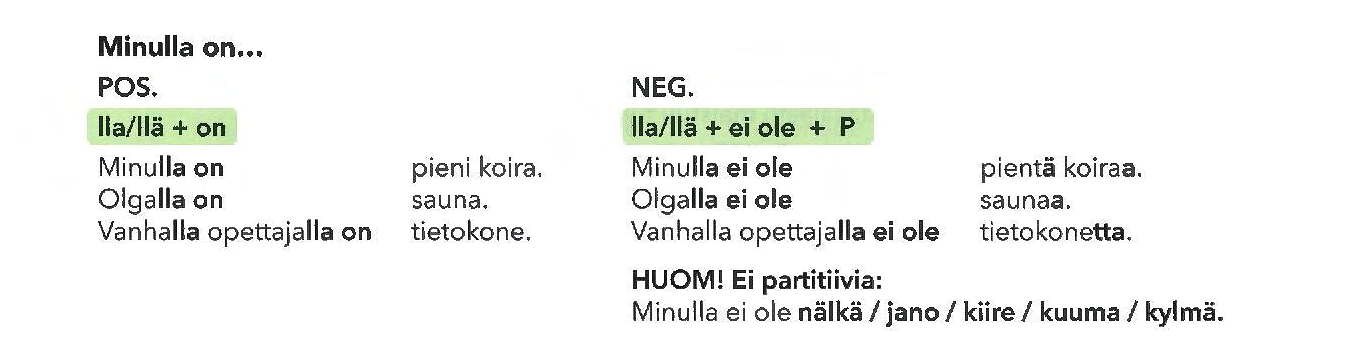 Minulla on...
POS.
lla/llä + on
Minulla on pieni koira.
Olgalla on sauna.
Vanhalla opettajalla on tietokone.
NEG.
lla/llä + ei ole + P
Minulla ei ole pientä koiraa.
Olgalla ei ole saunaa.
Vanhalla opettajalla ei ole tietokonetta.
HUOM! Ei partitiivia:
Minulla ei ole nälkä / jano / kiire / kuuma / kylmä.